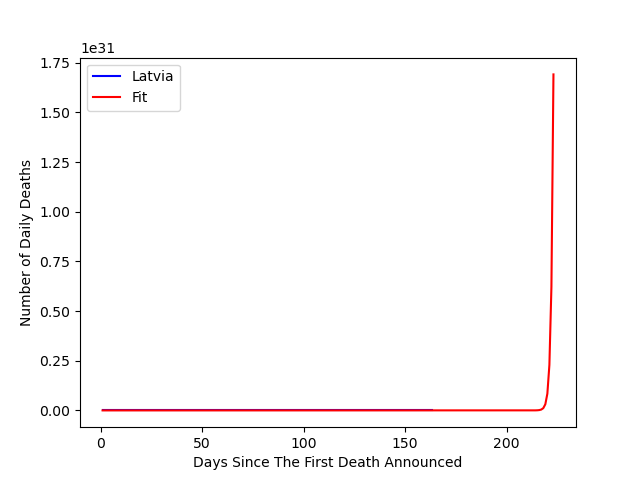 1e31
1.75
1.50
1.25
1.00
0.75
0.50
0.25
0.00
Number of Daily Deaths
Latvia
Fit
0
50
100
150
200
Days Since The First Death Announced